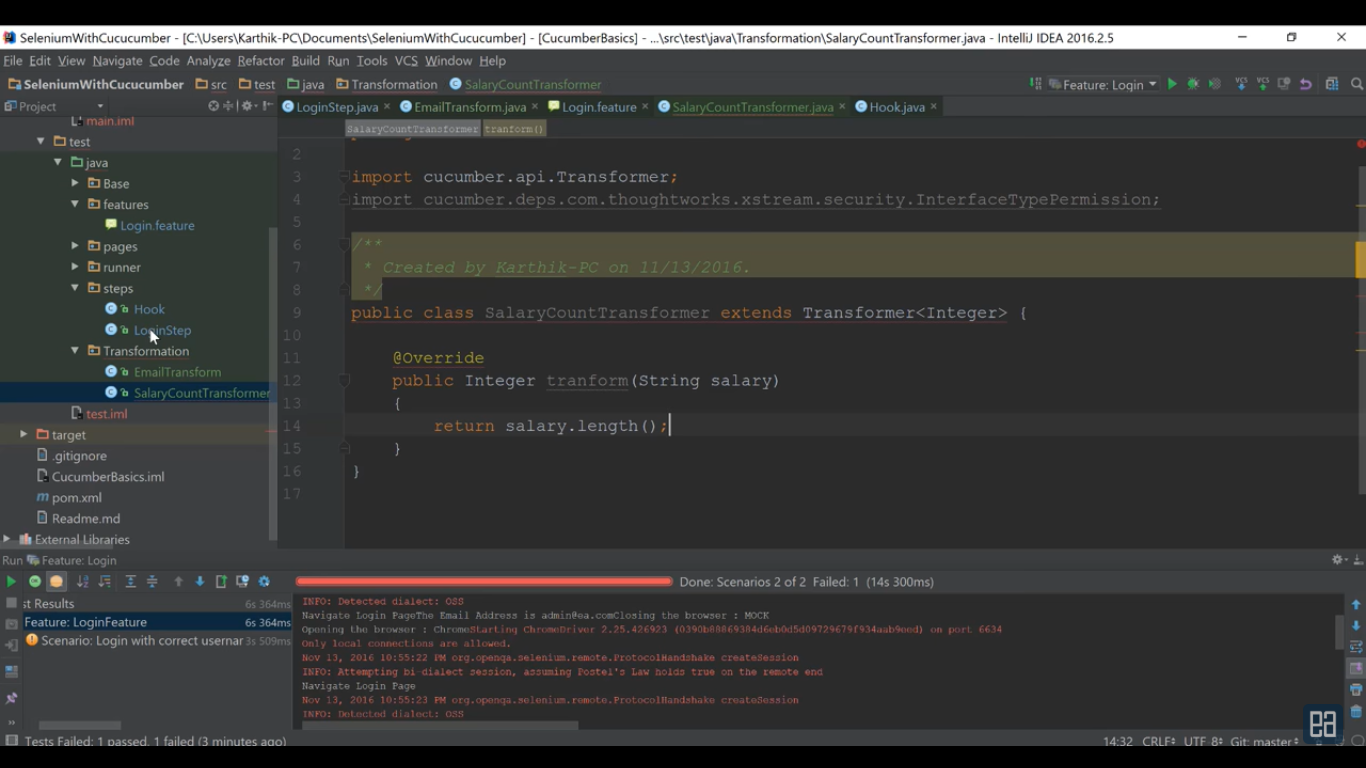 SeleniumWithCucucumber - [C:\Users\Karthik-PC\Documents\SeleniumWithCucucumber] - [CucumberBasics] - ...\src\test\java\Transformation\SalaryCountTransformer.java - IntelliJ IDEA 2016.2.5
File Edit View Navigate Code Analyze Refactor Build Run Tools VCS Window Help
SeleniumWithCucucumber src test java Transformation SalaryCountTransformer Feature: Login
Project LoginStep.java EmailTransform.java Login.feature SalaryCountTransformer.java Hook.java
SalaryCountTransformer tranform()
main.iml
test
java
Base
features
Login.feature
pages
runner
steps
Hook
LoginStep
Transformation
EmailTransform
SalaryCountTransformer
test.iml
target
.gitignore
CucumberBasics.iml
pom.xml
Readme.md
External Libraries
2
3 import cucumber.api.Transformer;
4 import cucumber.deps.com.thoughtworks.xstream.security.InterfaceTypePermission;
5
6 /**
7 * Created by Karthik-PC on 11/13/2016.
8 */
9 public class SalaryCountTransformer extends Transformer<Integer> {
10
11 @Override
12 public Integer tranform(String salary)
13 {
14 return salary.length();
15 }
16 }
17
Run Feature: Login
Done: Scenarios 2 of 2 Failed: 1 (14s 300ms)
st Results 6s 364ms
Feature: LoginFeature 6s 364ms
Scenario: Login with correct usernar 3s 509ms
INFO: Detected dialect: OSS
Navigate Login PageThe Email Address is admin@ea.comClosing the browser : MOCK
Opening the browser : ChromeStarting ChromeDriver 2.25.426923 on port 6634
Only local connections are allowed.
Nov 13, 2016 10:55:22 PM org.openqa.selenium.remote.ProtocolHandshake createSession
INFO: Attempting bi-dialect session, assuming Postel's Law holds true on the remote end
Navigate Login Page
Nov 13, 2016 10:55:23 PM org.openqa.selenium.remote.ProtocolHandshake createSession
INFO: Detected dialect: OSS
Tests Failed: 1 passed, 1 failed (3 minutes ago)
14:32 CRLF UTF-8 Git: master
ea